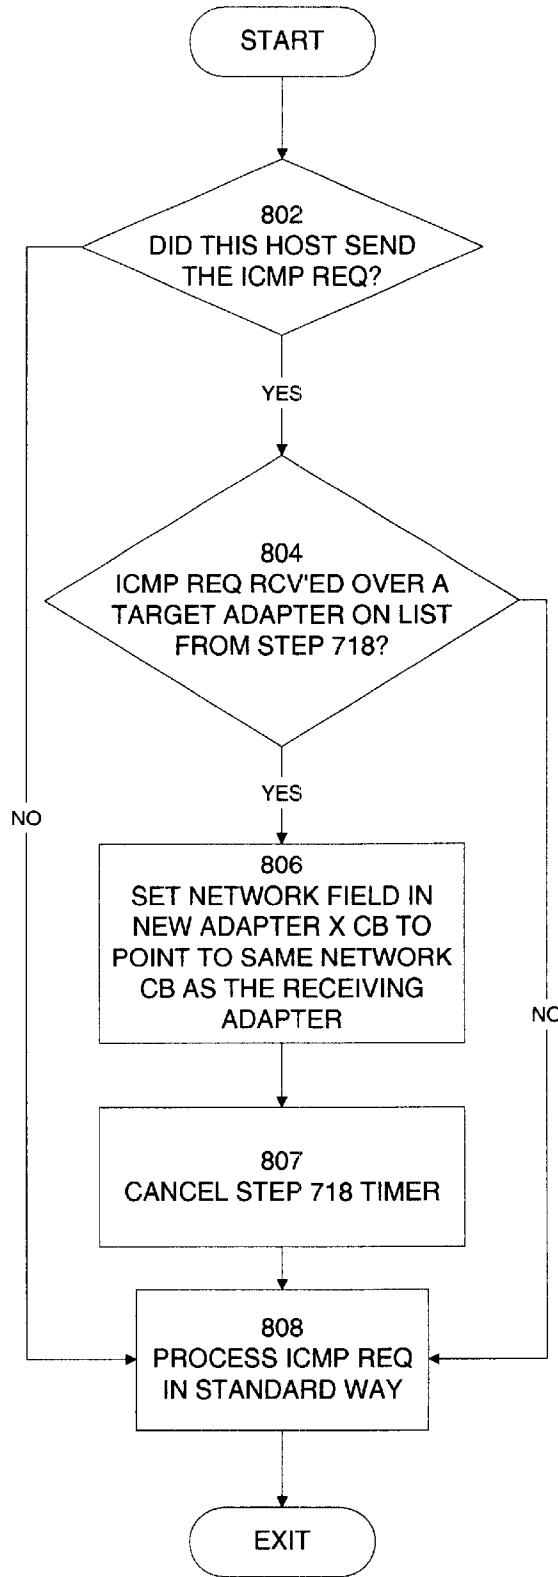 START
802
DID THIS HOST SEND
THE ICMP REQ?
YES
804
ICMP REQ RCV'ED OVER A
TARGET ADAPTER ON LIST
FROM STEP 718?
YES
NO
806
SET NETWORK FIELD IN
NEW ADAPTER X CB TO
POINT TO SAME NETWORK
CB AS THE RECEIVING
ADAPTER
NO
807
CANCEL STEP 718 TIMER
808
PROCESS ICMP REQ
IN STANDARD WAY
EXIT